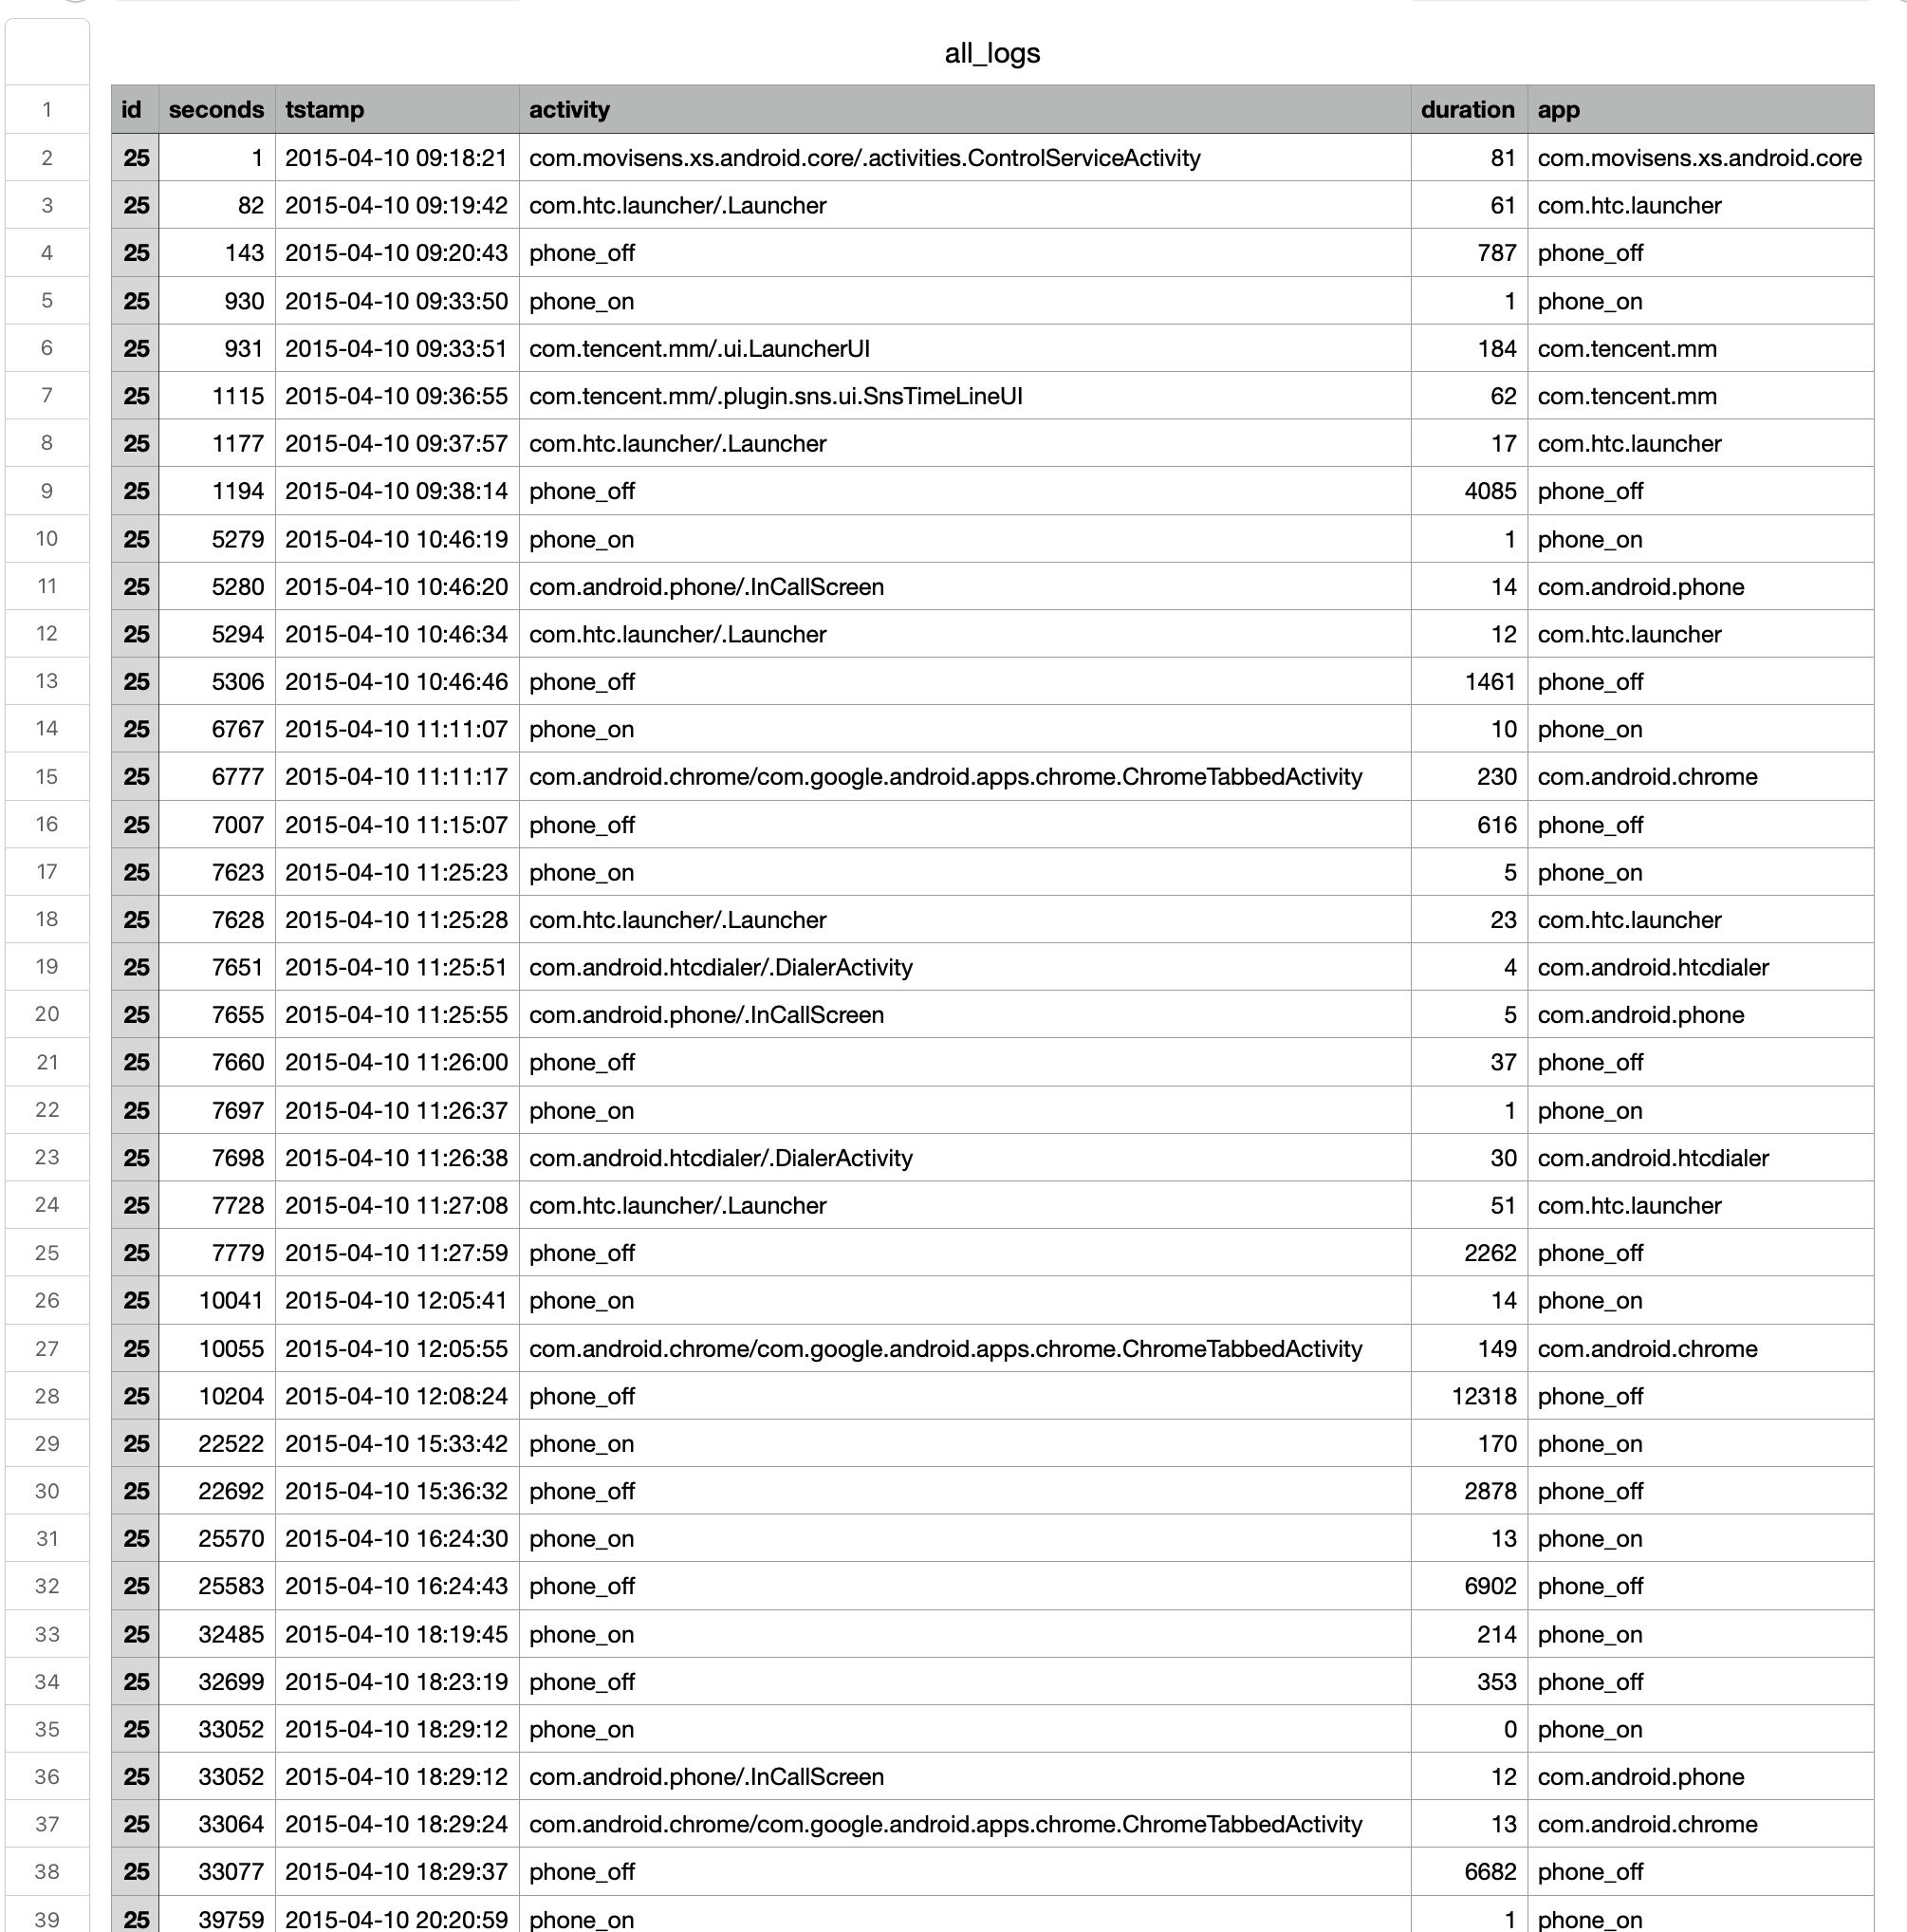 all_logs
1 id seconds tstamp activity duration app
2 25 1 2015-04-10 09:18:21 com.movisens.xs.android.core/.activities.ControlServiceActivity 81 com.movisens.xs.android.core
3 25 82 2015-04-10 09:19:42 com.htc.launcher/.Launcher 61 com.htc.launcher
4 25 143 2015-04-10 09:20:43 phone_off 787 phone_off
5 25 930 2015-04-10 09:33:50 phone_on 1 phone_on
6 25 931 2015-04-10 09:33:51 com.tencent.mm/.ui.LauncherUI 184 com.tencent.mm
7 25 1115 2015-04-10 09:36:55 com.tencent.mm/.plugin.sns.ui.SnsTimeLineUI 62 com.tencent.mm
8 25 1177 2015-04-10 09:37:57 com.htc.launcher/.Launcher 17 com.htc.launcher
9 25 1194 2015-04-10 09:38:14 phone_off 4085 phone_off
10 25 5279 2015-04-10 10:46:19 phone_on 1 phone_on
11 25 5280 2015-04-10 10:46:20 com.android.phone/.InCallScreen 14 com.android.phone
12 25 5294 2015-04-10 10:46:34 com.htc.launcher/.Launcher 12 com.htc.launcher
13 25 5306 2015-04-10 10:46:46 phone_off 1461 phone_off
14 25 6767 2015-04-10 11:11:07 phone_on 10 phone_on
15 25 6777 2015-04-10 11:11:17 com.android.chrome/com.google.android.apps.chrome.ChromeTabbedActivity 230 com.android.chrome
16 25 7007 2015-04-10 11:15:07 phone_off 616 phone_off
17 25 7623 2015-04-10 11:25:23 phone_on 5 phone_on
18 25 7628 2015-04-10 11:25:28 com.htc.launcher/.Launcher 23 com.htc.launcher
19 25 7651 2015-04-10 11:25:51 com.android.htcdialer/.DialerActivity 4 com.android.htcdialer
20 25 7655 2015-04-10 11:25:55 com.android.phone/.InCallScreen 5 com.android.phone
21 25 7660 2015-04-10 11:26:00 phone_off 37 phone_off
22 25 7697 2015-04-10 11:26:37 phone_on 1 phone_on
23 25 7698 2015-04-10 11:26:38 com.android.htcdialer/.DialerActivity 30 com.android.htcdialer
24 25 7728 2015-04-10 11:27:08 com.htc.launcher/.Launcher 51 com.htc.launcher
25 25 7779 2015-04-10 11:27:59 phone_off 2262 phone_off
26 25 10041 2015-04-10 12:05:41 phone_on 14 phone_on
27 25 10055 2015-04-10 12:05:55 com.android.chrome/com.google.android.apps.chrome.ChromeTabbedActivity 149 com.android.chrome
28 25 10204 2015-04-10 12:08:24 phone_off 12318 phone_off
29 25 22522 2015-04-10 15:33:42 phone_on 170 phone_on
30 25 22692 2015-04-10 15:36:32 phone_off 2878 phone_off
31 25 25570 2015-04-10 16:24:30 phone_on 13 phone_on
32 25 25583 2015-04-10 16:24:43 phone_off 6902 phone_off
33 25 32485 2015-04-10 18:19:45 phone_on 214 phone_on
34 25 32699 2015-04-10 18:23:19 phone_off 353 phone_off
35 25 33052 2015-04-10 18:29:12 phone_on 0 phone_on
36 25 33052 2015-04-10 18:29:12 com.android.phone/.InCallScreen 12 com.android.phone
37 25 33064 2015-04-10 18:29:24 com.android.chrome/com.google.android.apps.chrome.ChromeTabbedActivity 13 com.android.chrome
38 25 33077 2015-04-10 18:29:37 phone_off 6682 phone_off
39 25 39759 2015-04-10 20:20:59 phone_on 1 phone_on